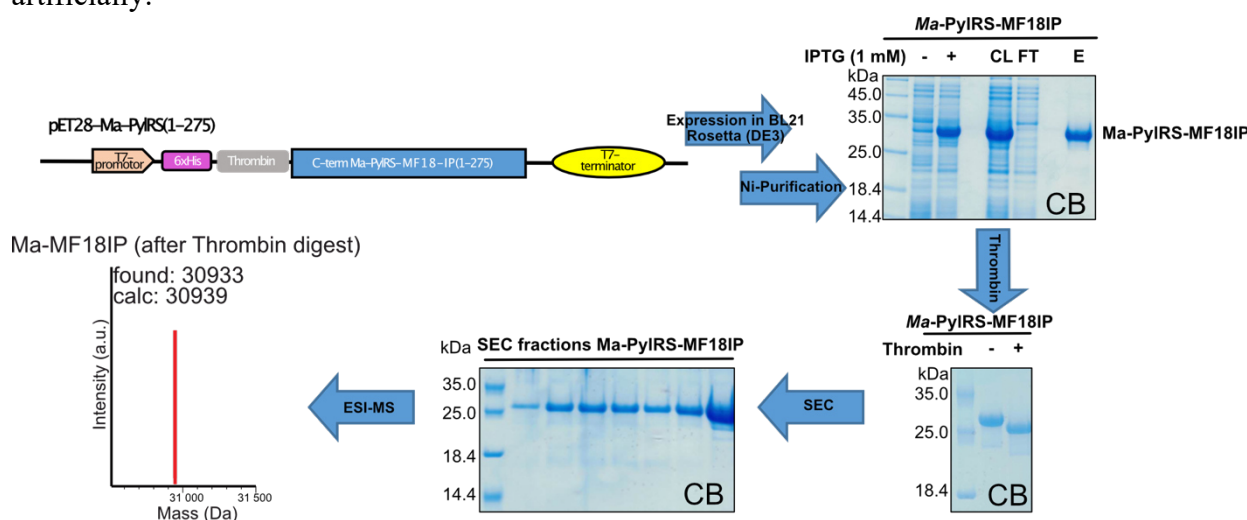 artificially.
Ma-PylRS-MF18IP
IPTG (1 mM) - + CL FT E
kDa
45.0
35.0
25.0
18.4
14.4
CB
Ma-PylRS-MF18IP
pET28–Ma–PylRS(1–275)
T7–
promotor
6xHis
Thrombin
C–term Ma–PylRS–MF18–IP(1–275)
T7–
terminator
Expression in BL21
Rosetta (DE3)
Ni-Purification
Thrombin
Ma-PylRS-MF18IP
Thrombin - +
kDa
35.0
25.0
18.4
CB
SEC
kDa SEC fractions Ma-PylRS-MF18IP
35.0
25.0
18.4
14.4
CB
ESI-MS
Ma-MF18IP (after Thrombin digest)
found: 30933
calc: 30939
Intensity (a.u.)
31 000 31 500
Mass (Da)